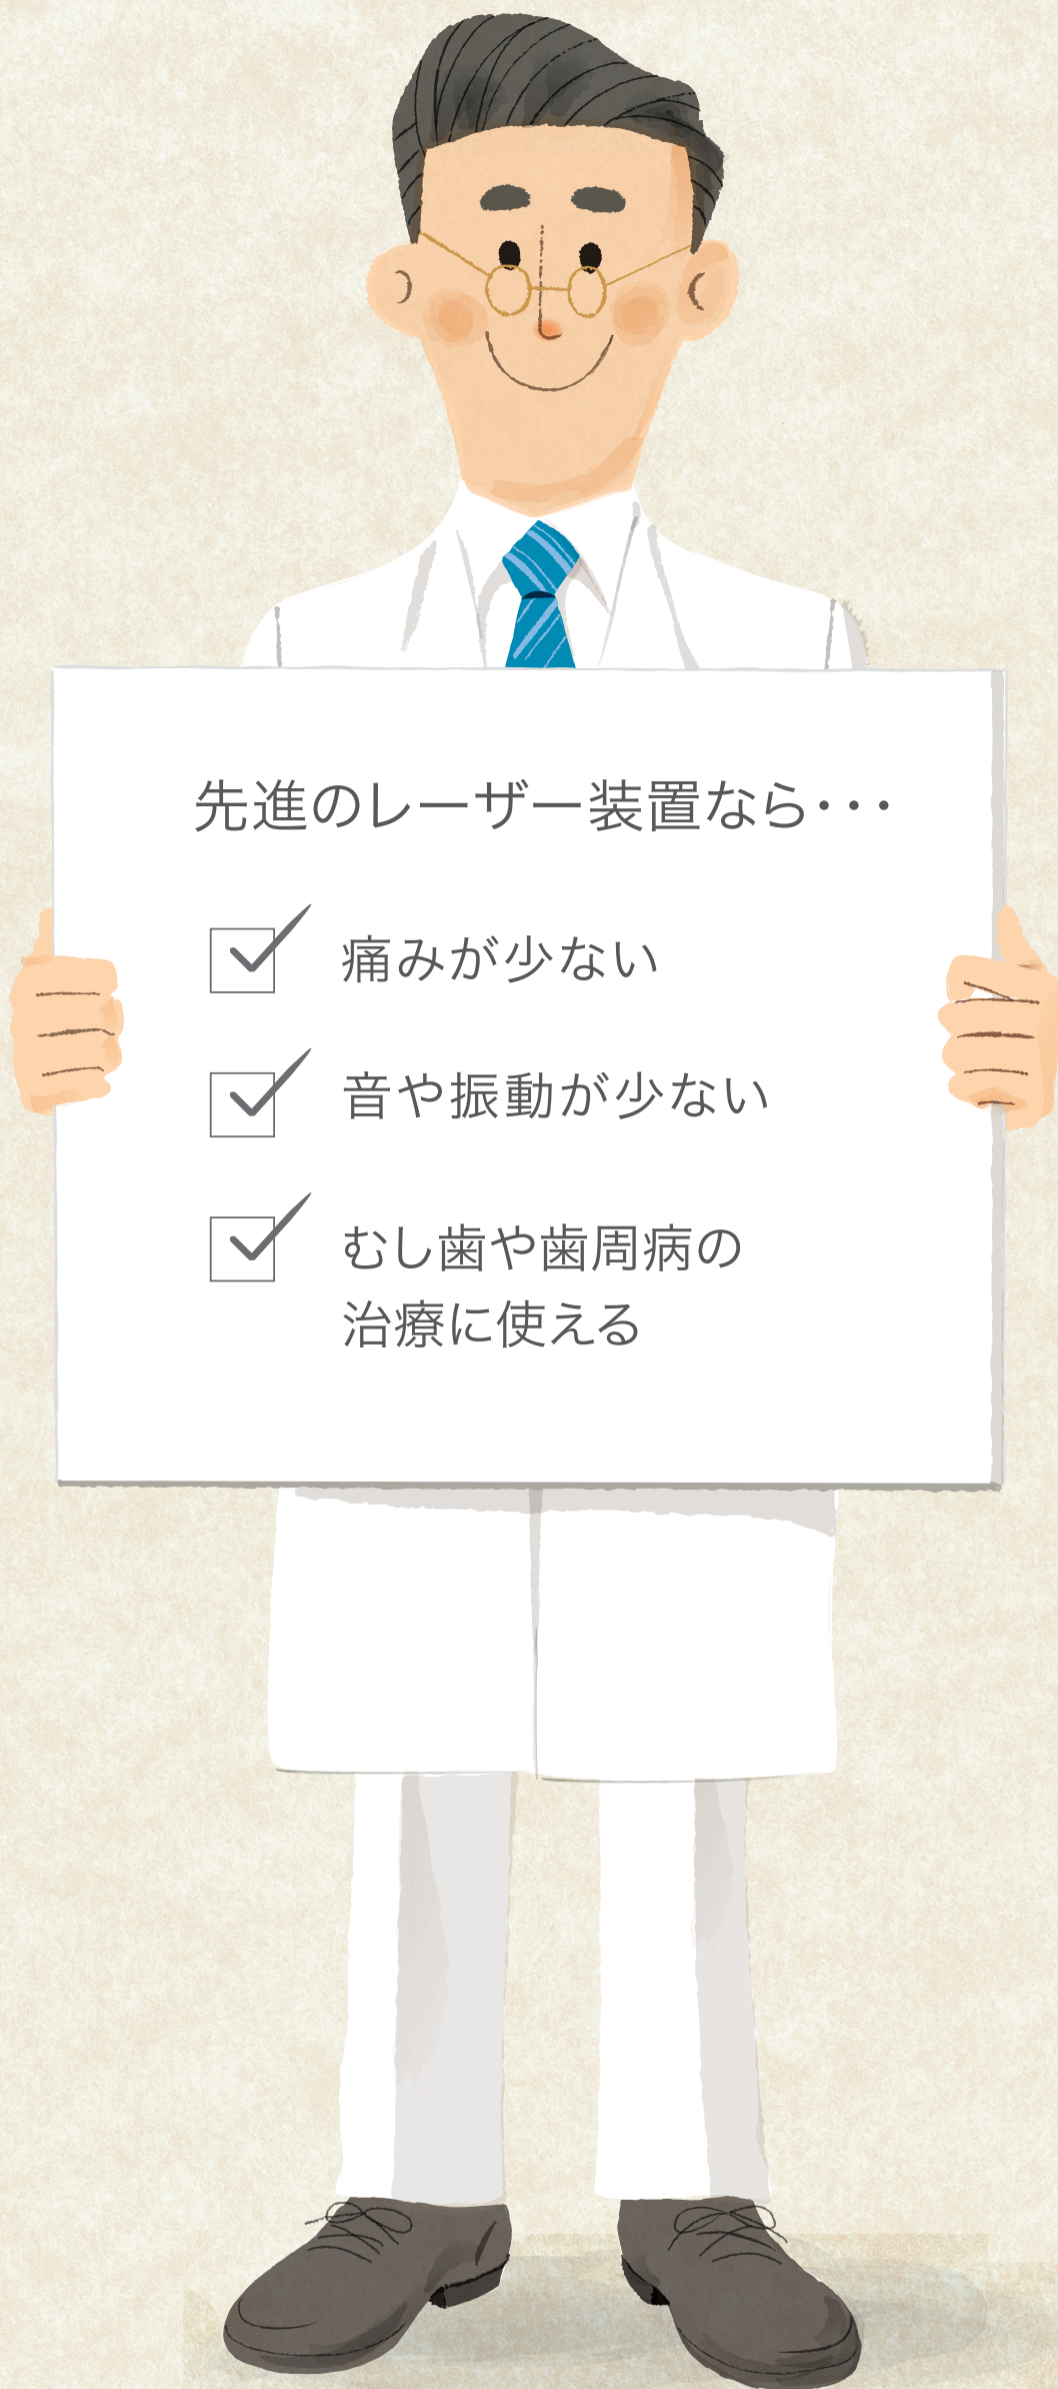 先進のレーザー装置なら・・・
痛みが少ない
音や振動が少ない
むし歯や歯周病の
治療に使える